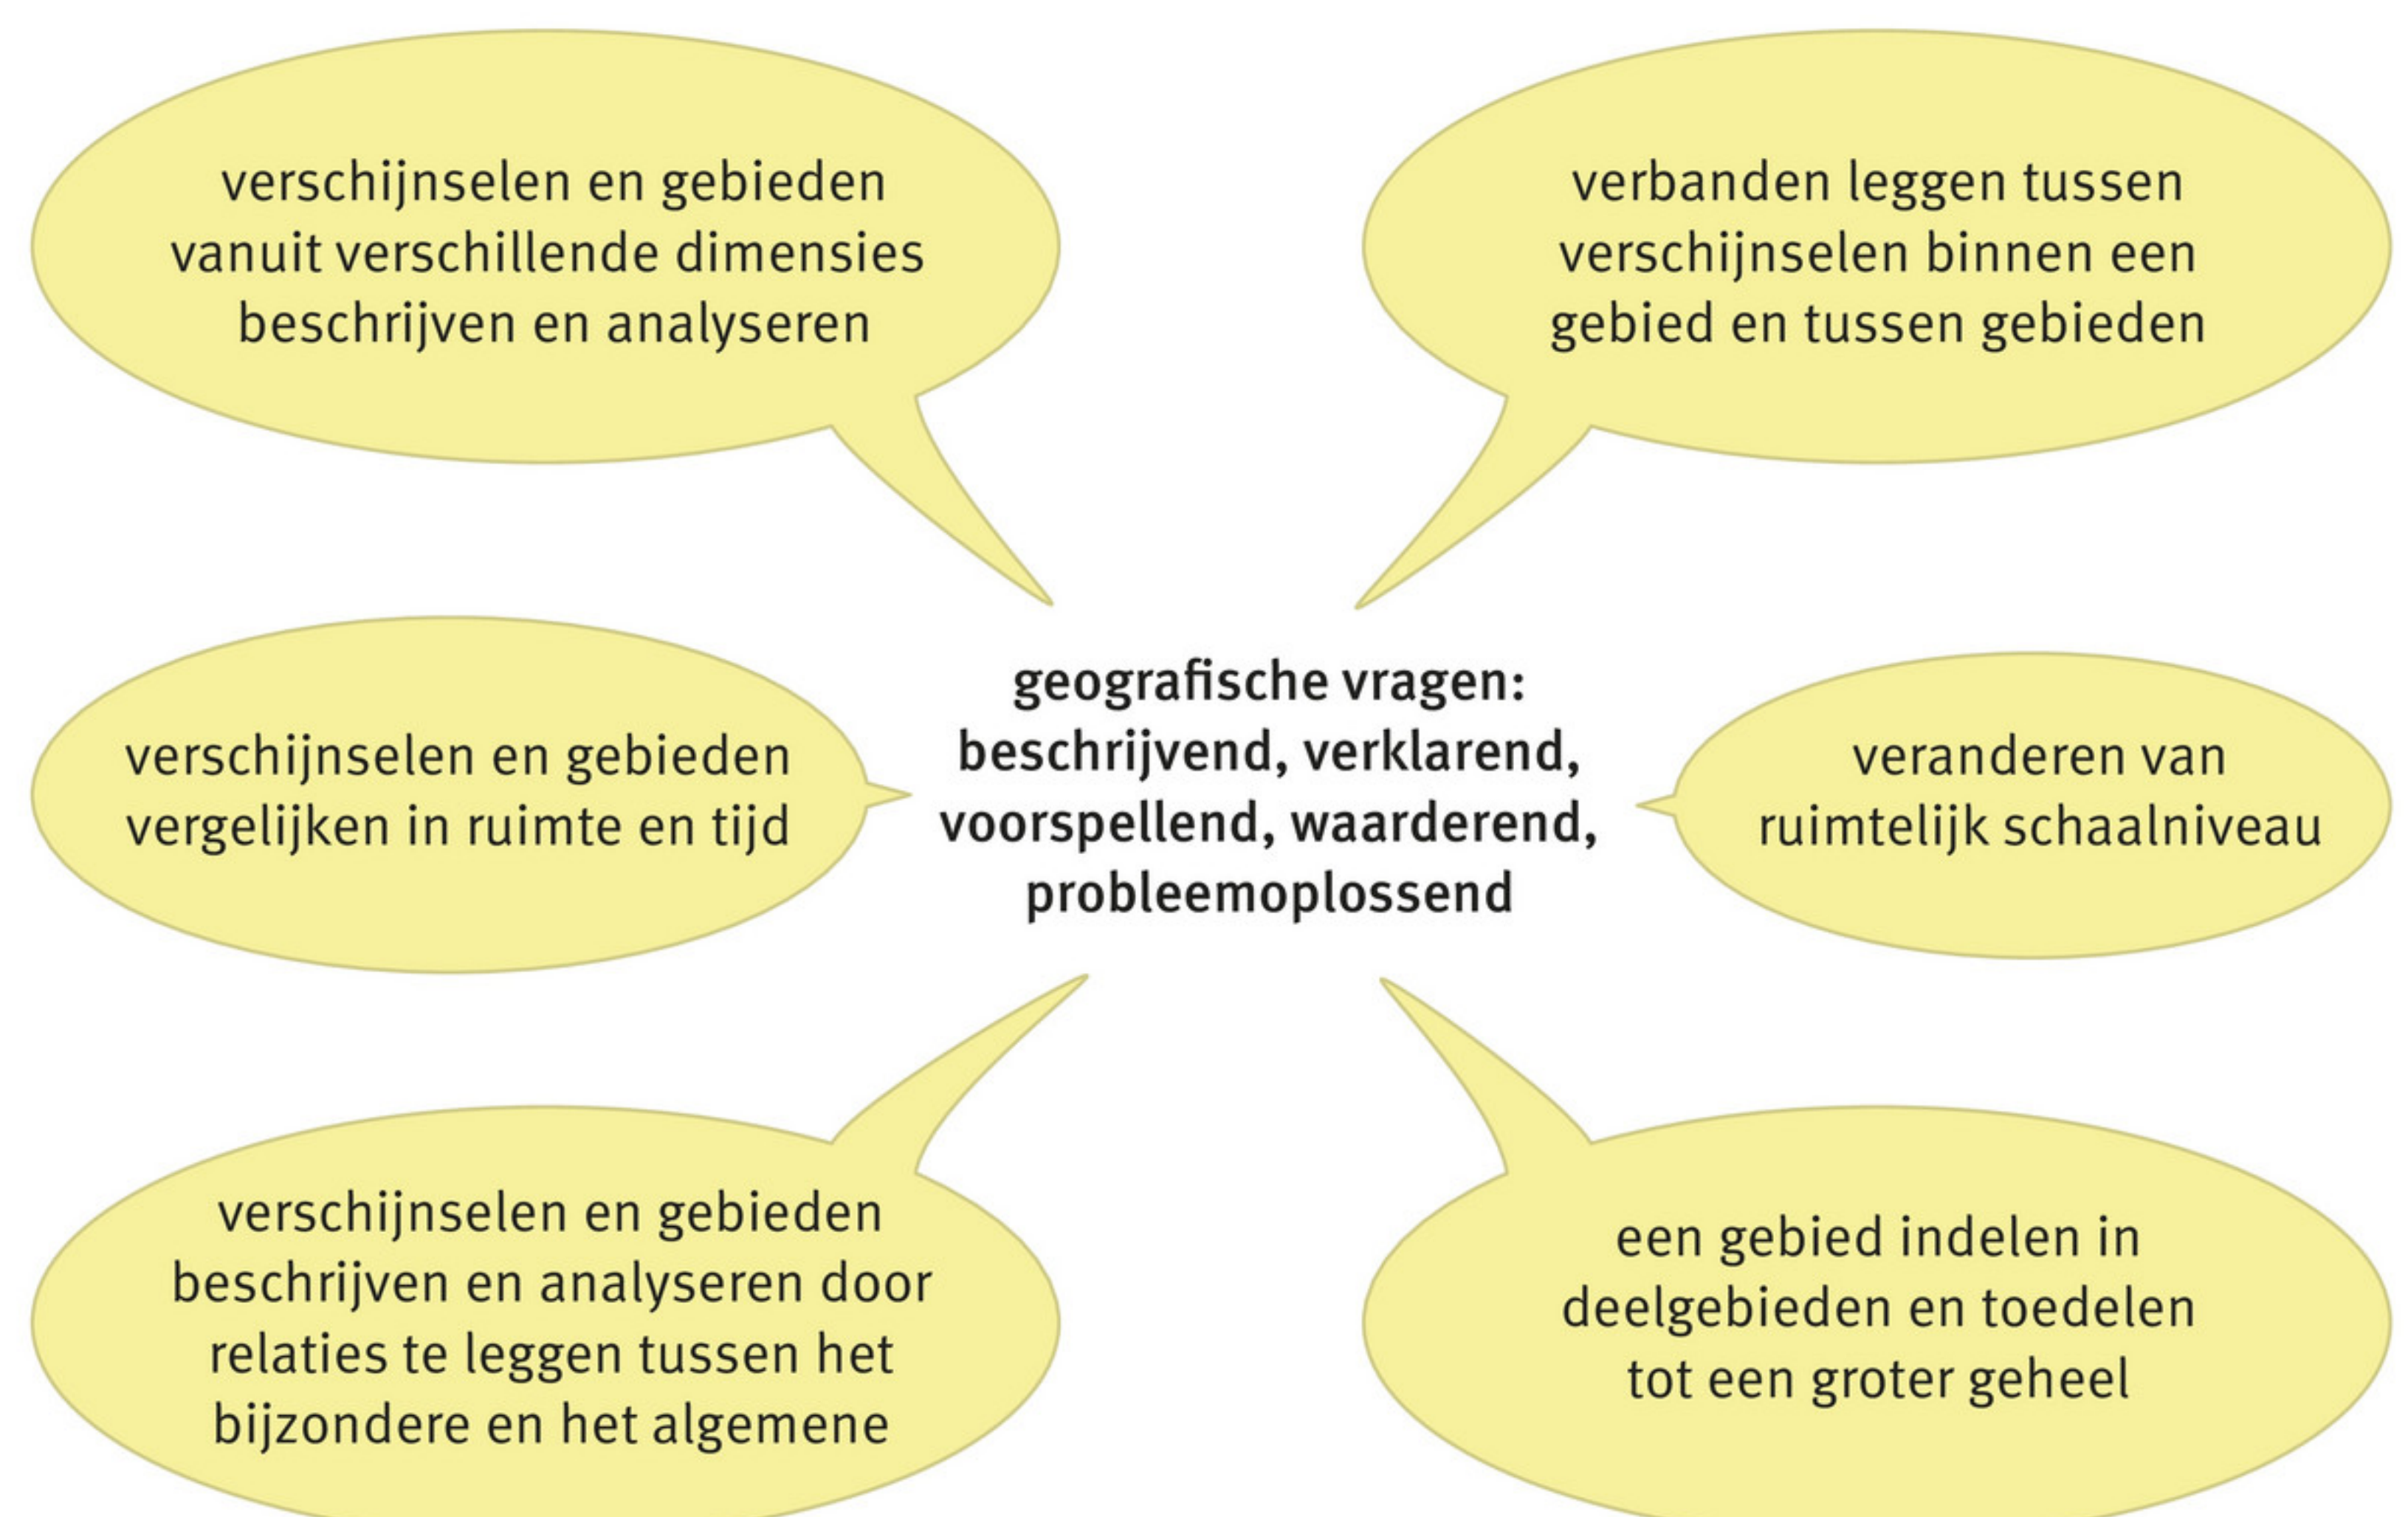 verschijnselen en gebieden
vanuit verschillende dimensies
beschrijven en analyseren
verbanden leggen tussen
verschijnselen binnen een
gebied en tussen gebieden
verschijnselen en gebieden
vergelijken in ruimte en tijd
geografische vragen:
beschrijvend, verklarend,
voorspellend, waarderend,
probleemoplossend
veranderen van
ruimtelijk schaalniveau
verschijnselen en gebieden
beschrijven en analyseren door
relaties te leggen tussen het
bijzondere en het algemene
een gebied indelen in
deelgebieden en toedelen
tot een groter geheel